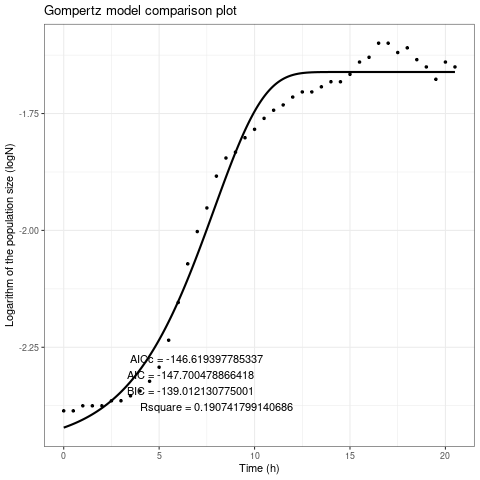 Gompertz model comparison plot
Logarithm of the population size (logN)
-1.75
-2.00
-2.25
AICc = -146.619397785337
AIC = -147.700478866418
BIC = -139.012130775001
Rsquare = 0.190741799140686
0 5 10 15 20
Time (h)